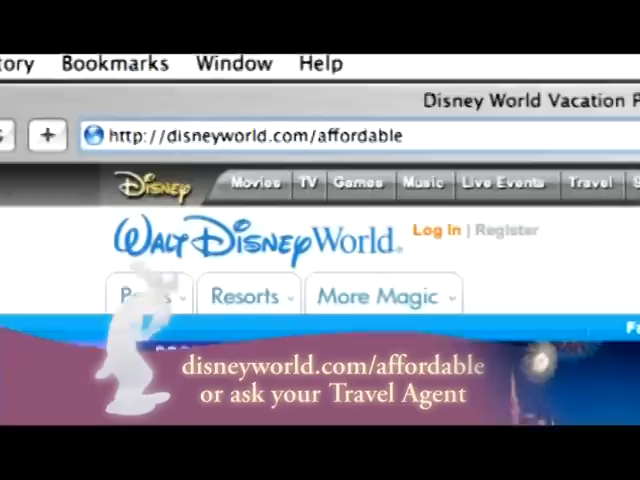 Bookmarks Window Help
Disney World Vacation
+ http://disneyworld.com/affordable
Disney Movies TV Games Music Live Events Travel
Walt Disney World. Log In | Register
Resorts More Magic
disneyworld.com/affordable
or ask your Travel Agent